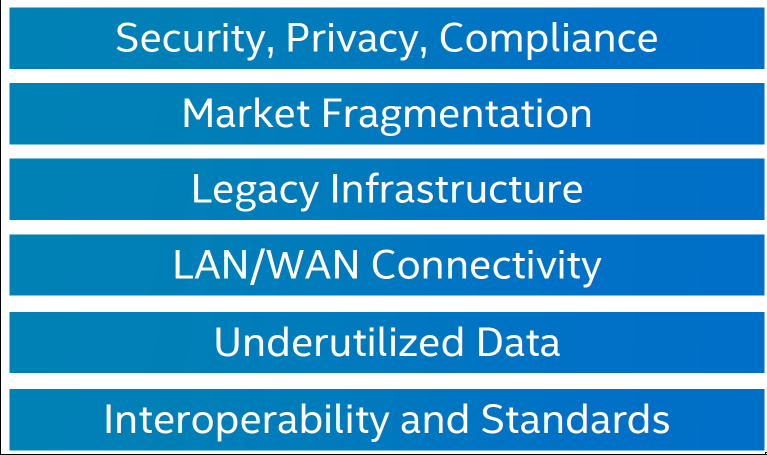 Security, Privacy, Compliance
Market Fragmentation
Legacy Infrastructure
LAN/WAN Connectivity
Underutilized Data
Interoperability and Standards